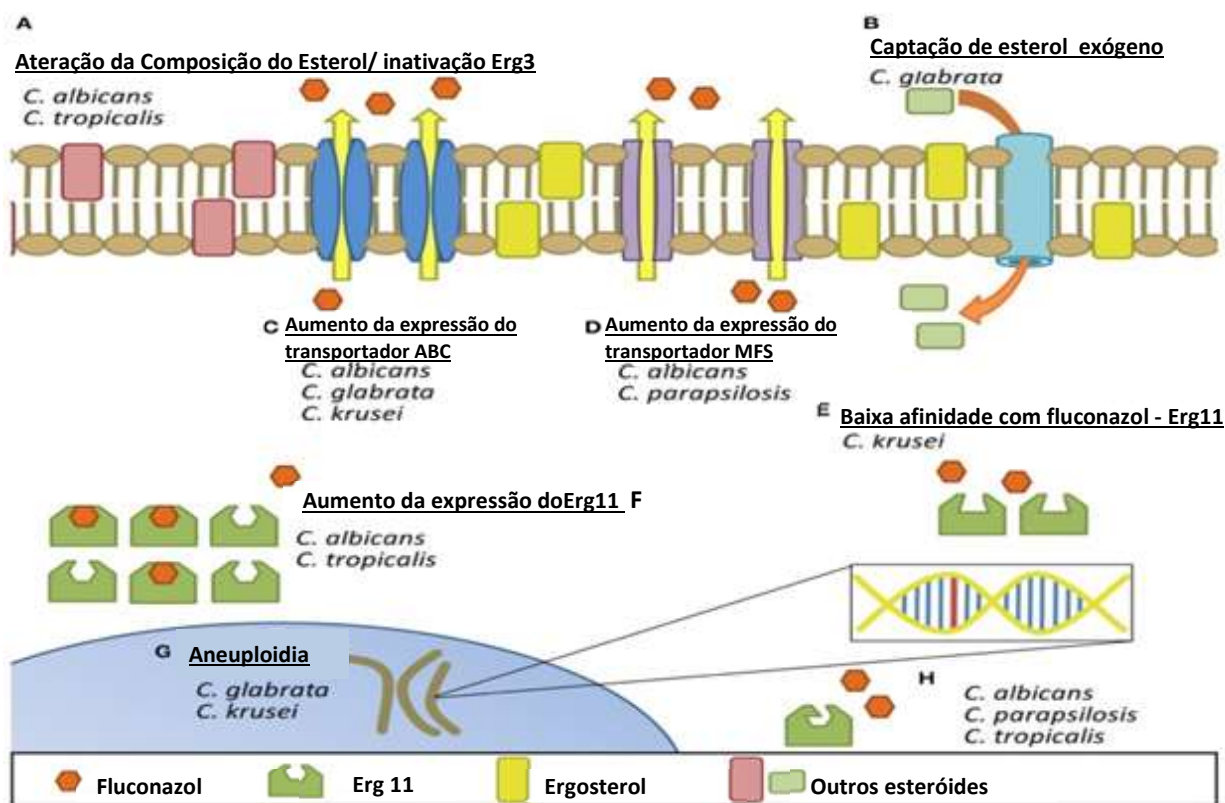 A
Ateração da Composição do Esterol/ inativação Erg3
C. albicans
C. tropicalis
B
Captação de esterol exógeno
C. glabrata
C Aumento da expressão do
transportador ABC
C. albicans
C. glabrata
C. krusei
D Aumento da expressão do
transportador MFS
C. albicans
C. parapsilosis
E Baixa afinidade com fluconazol - Erg11
C. krusei
Aumento da expressão doErg11 F
C. albicans
C. tropicalis
G Aneuploidia
C. glabrata
C. krusei
H
C. albicans
C. parapsilosis
C. tropicalis
Fluconazol Erg 11 Ergosterol Outros esteróides